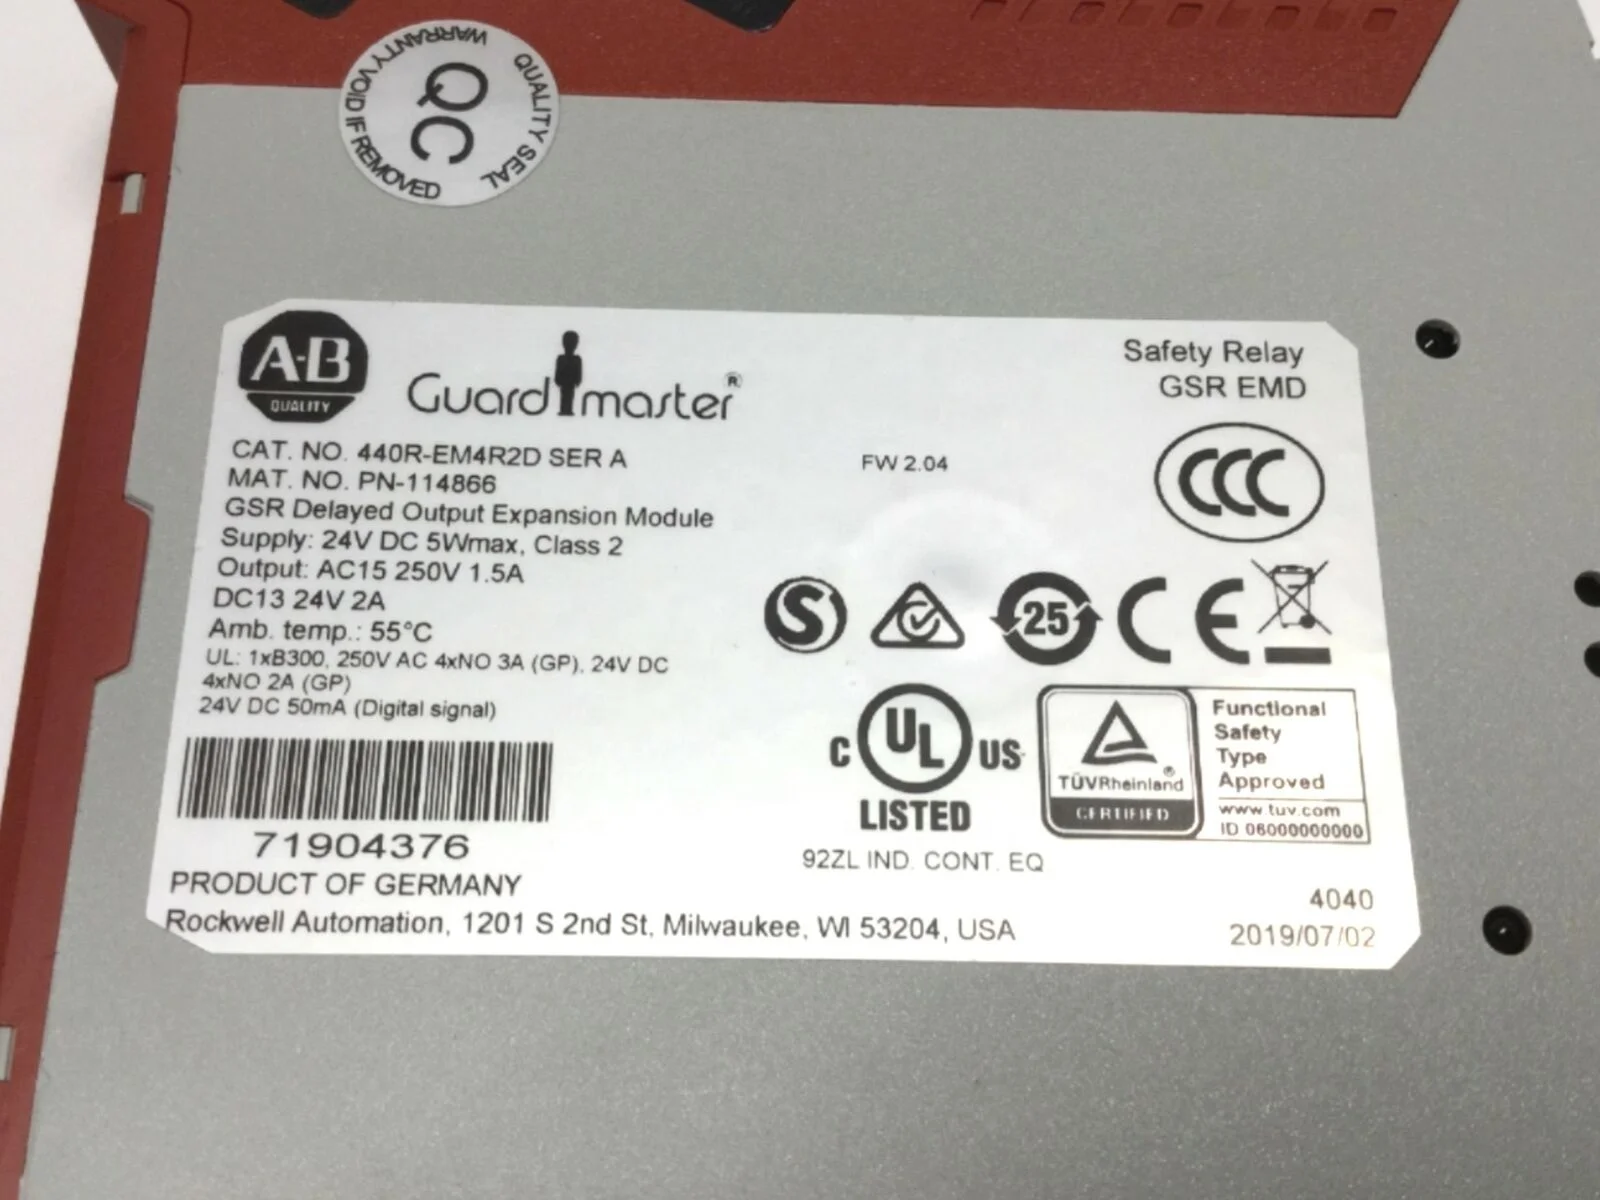 WARRANTY VOID IF REMOVED
QUALITY SEAL
QC
A-B
QUALITY
Guardmaster®
Safety Relay
GSR EMD
CAT. NO. 440R-EM4R2D SER A
FW 2.04
MAT. NO. PN-114866
GSR Delayed Output Expansion Module
Supply: 24V DC 5Wmax, Class 2
Output: AC15 250V 1.5A
DC13 24V 2A
Amb. temp.: 55°C
UL: 1xB300, 250V AC 4xNO 3A (GP), 24V DC
4xNO 2A (GP)
24V DC 50mA (Digital signal)
CCC
S
25
CE
C UL US
LISTED
92ZL IND. CONT. EQ
TÜVRheinland®
CERTIFIED
Functional
Safety
Type
Approved
www.tuv.com
ID 06000000000
71904376
PRODUCT OF GERMANY
Rockwell Automation, 1201 S 2nd St, Milwaukee, WI 53204, USA
4040
2019/07/02